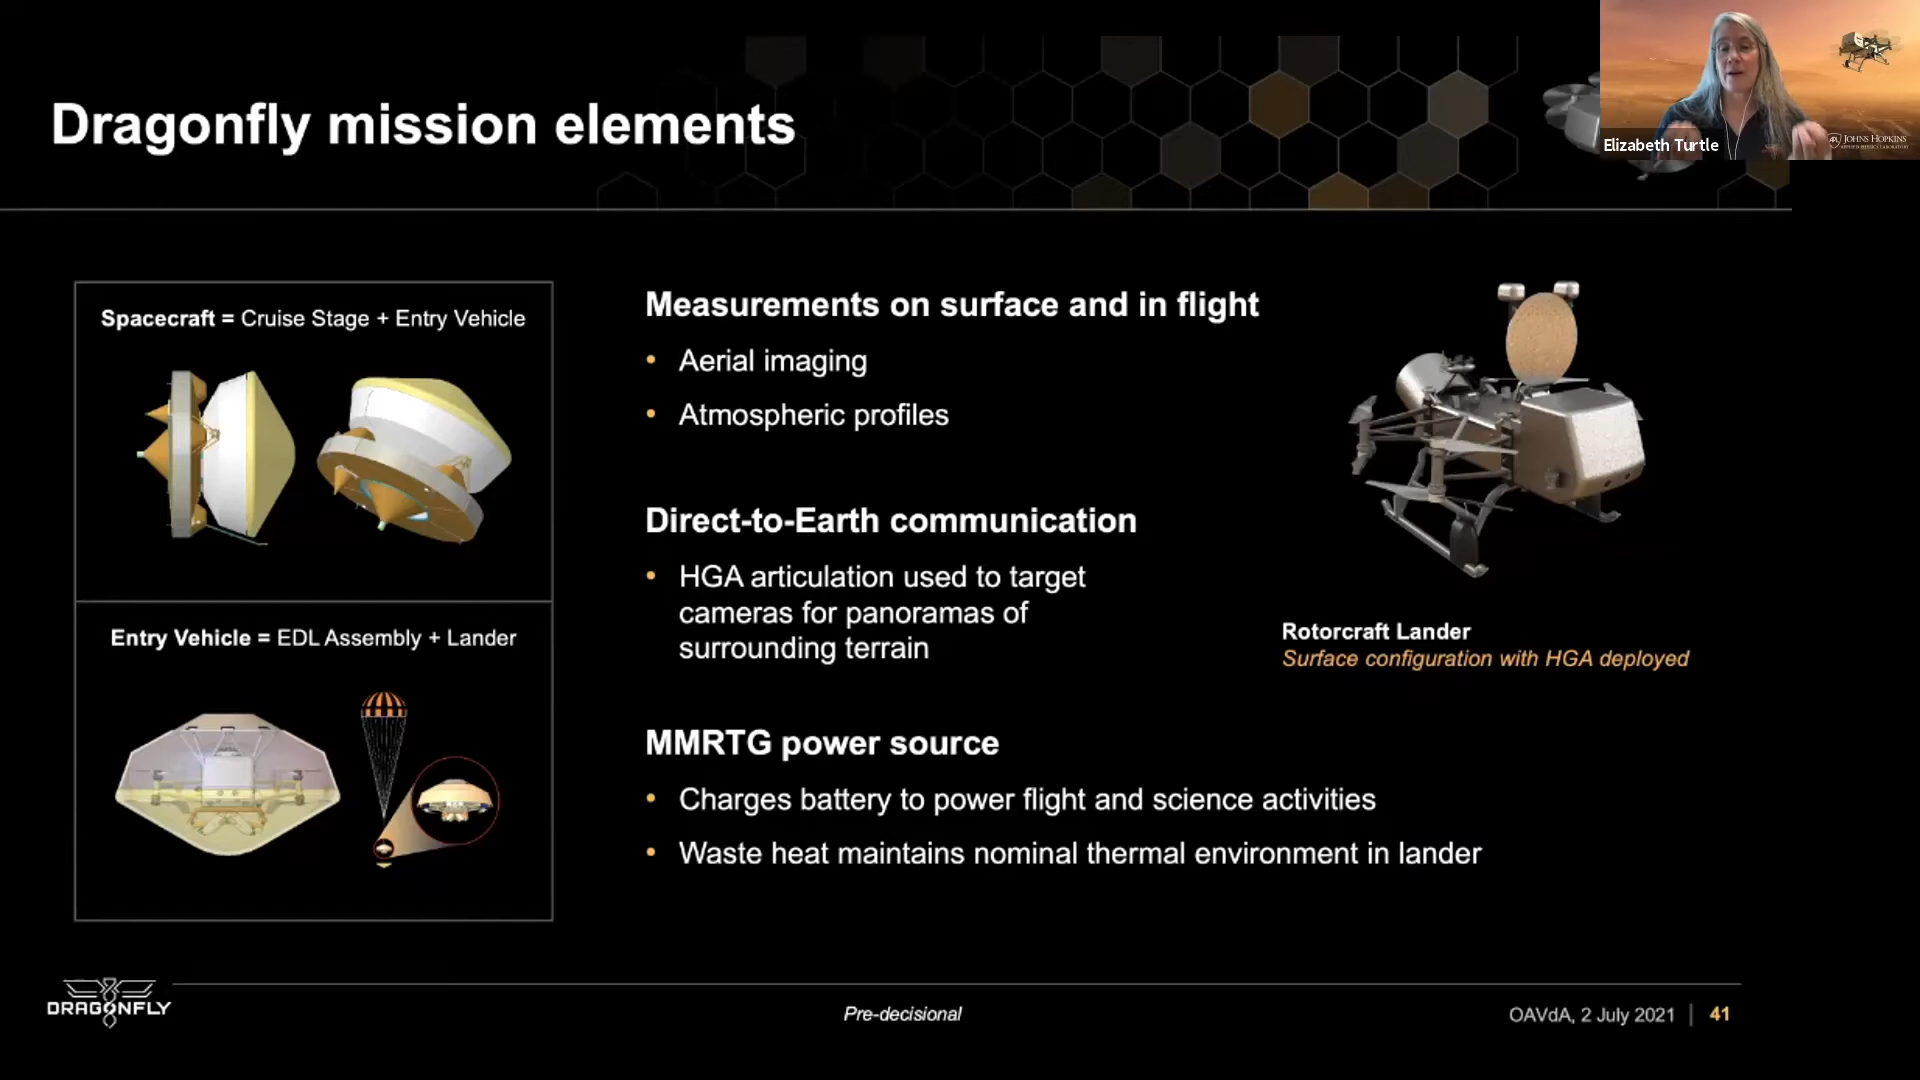 Dragonfly mission elements
Elizabeth Turtle
JOHNS HOPKINS
Spacecraft = Cruise Stage + Entry Vehicle
Entry Vehicle = EDL Assembly + Lander
Measurements on surface and in flight
• Aerial imaging
• Atmospheric profiles
Direct-to-Earth communication
• HGA articulation used to target
cameras for panoramas of
surrounding terrain
MMRTG power source
• Charges battery to power flight and science activities
• Waste heat maintains nominal thermal environment in lander
Rotorcraft Lander
Surface configuration with HGA deployed
DRAGONFLY
Pre-decisional
OAVdA, 2 July 2021 | 41